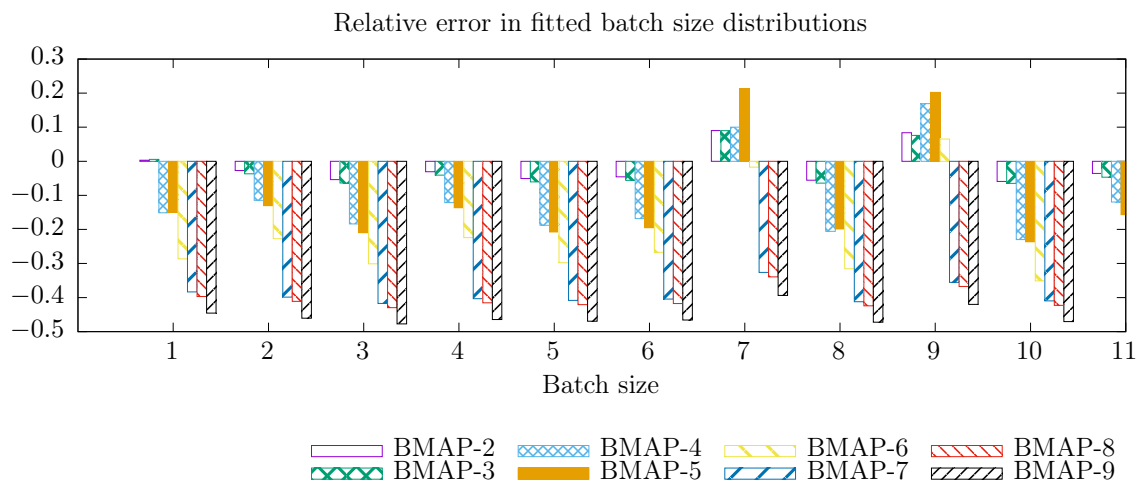 Relative error in fitted batch size distributions
0.3
0.2
0.1
0
−0.1
−0.2
−0.3
−0.4
−0.5
1 2 3 4 5 6 7 8 9 10 11
Batch size
BMAP-2 BMAP-4 BMAP-6 BMAP-8
BMAP-3 BMAP-5 BMAP-7 BMAP-9